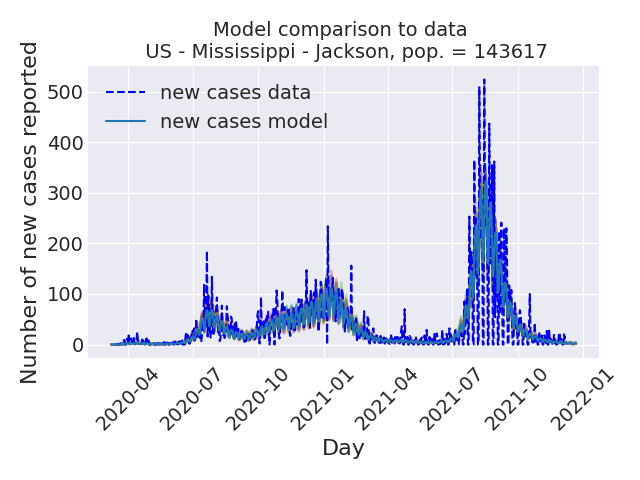 Model comparison to data
US - Mississippi - Jackson, pop. = 143617
Number of new cases reported
500
400
300
200
100
0
new cases data
new cases model
2020-04
2020-07
2020-10
2021-01
2021-04
2021-07
2021-10
2022-01
Day